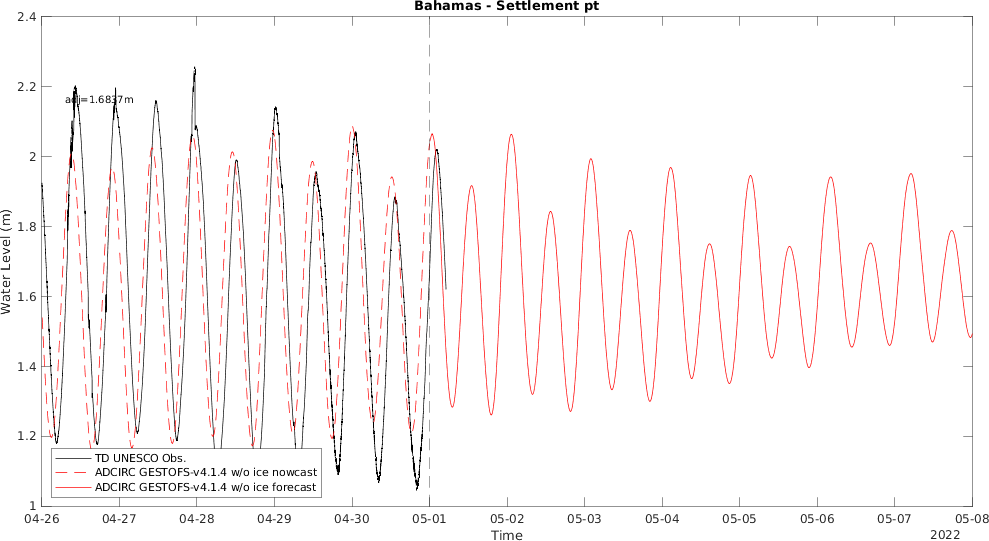 Bahamas - Settlement pt
2.4
2.2
2
1.8
1.6
1.4
1.2
1
Water Level (m)
adj=1.6837m
TD UNESCO Obs.
ADCIRC GESTOFS-v4.1.4 w/o ice nowcast
ADCIRC GESTOFS-v4.1.4 w/o ice forecast
04-26 04-27 04-28 04-29 04-30 05-01 05-02 05-03 05-04 05-05 05-06 05-07 05-08
Time
2022